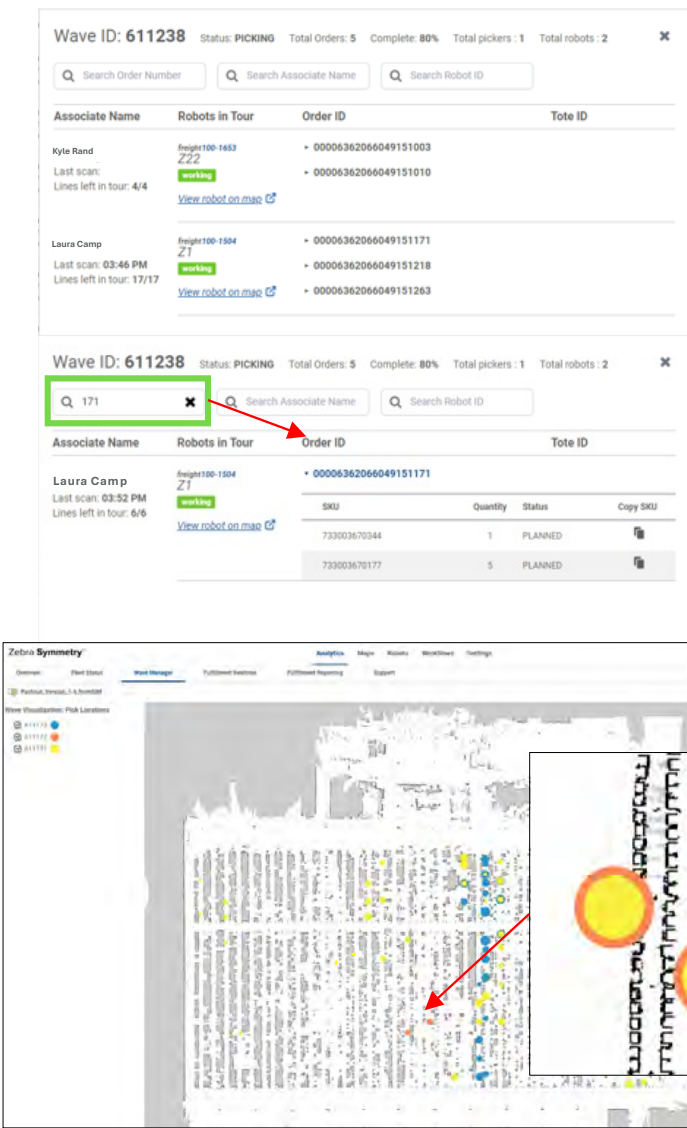 Wave ID: 611238 Status: PICKING Total Orders: 5 Complete: 80% Total pickers : 1 Total robots : 2
Search Order Number Search Associate Name Search Robot ID
Associate Name Robots in Tour Order ID Tote ID
Kyle Rand freight100-1653 00006362066049151003
Z22
Last scan: working 00006362066049151010
Lines left in tour: 4/4
View robot on map
Laura Camp freight100-1504 00006362066049151171
Z1
Last scan: 03:46 PM working 00006362066049151218
Lines left in tour: 17/17
View robot on map 00006362066049151263
Wave ID: 611238 Status: PICKING Total Orders: 5 Complete: 80% Total pickers : 1 Total robots : 2
171 Search Associate Name Search Robot ID
Associate Name Robots in Tour Order ID Tote ID
Laura Camp freight100-1504 00006362066049151171
Z1
Last scan: 03:52 PM working SKU Quantity Status Copy SKU
Lines left in tour: 6/6
View robot on map 733003670344 1 PLANNED
733003670177 5 PLANNED
Zebra Symmetry Analytics Maps Robots Workflows Settings
Overview Fleet Status Wave Manager Fulfillment Realtime Fulfillment Reporting Support
Wave Visualization: Pick Locations